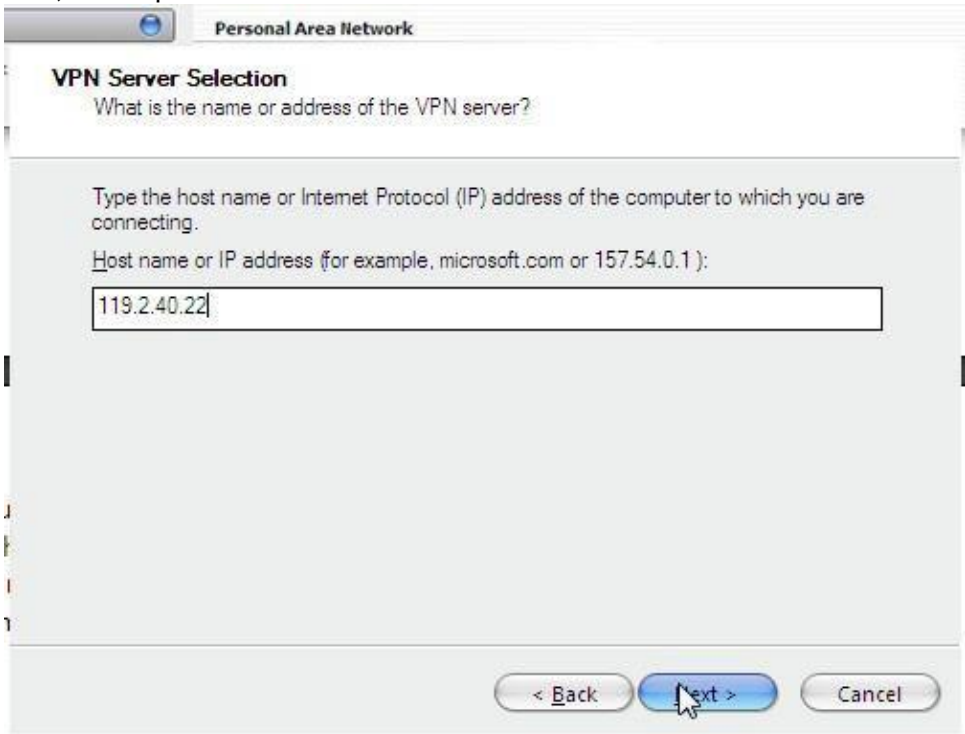 Personal Area Network
VPN Server Selection
What is the name or address of the VPN server?
Type the host name or Internet Protocol (IP) address of the computer to which you are
connecting.
Host name or IP address (for example, microsoft.com or 157.54.0.1 ):
119.2.40.22
< Back
Next >
Cancel